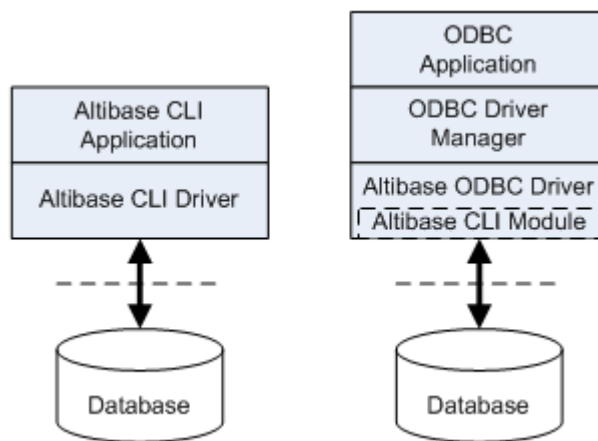 Altibase CLI
Application
Altibase CLI Driver
Database
ODBC
Application
ODBC Driver
Manager
Altibase ODBC Driver
Altibase CLI Module
Database